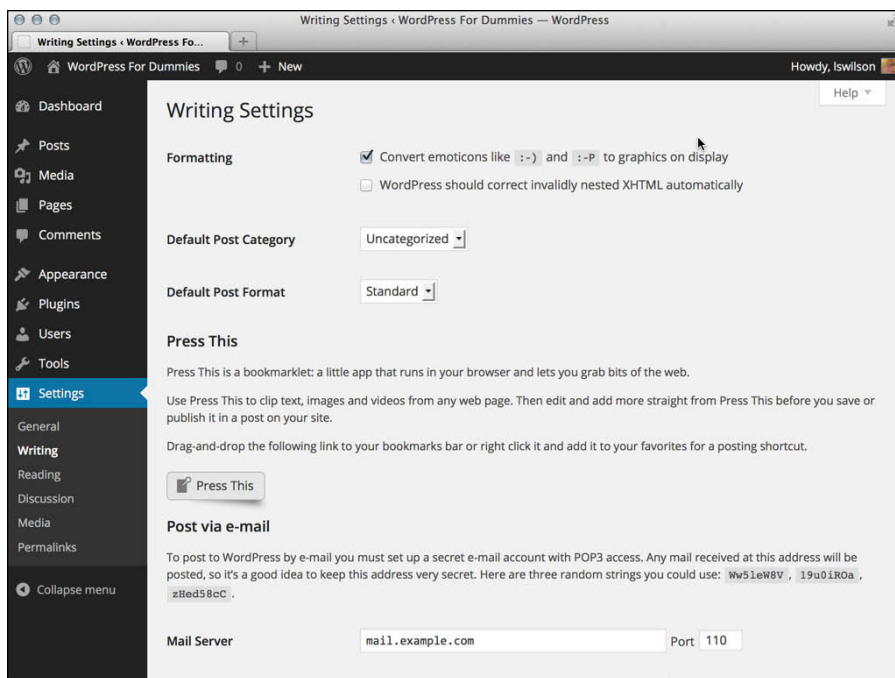 Writing Settings ‹ WordPress For Dummies — WordPress
Writing Settings ‹ WordPress Fo...
+
WordPress For Dummies 0 + New Howdy, lswilson
Help
Dashboard
Posts
Media
Pages
Comments
Appearance
Plugins
Users
Tools
Settings
General
Writing
Reading
Discussion
Media
Permalinks
Collapse menu
Writing Settings
Formatting Convert emoticons like :-) and :-P to graphics on display
WordPress should correct invalidly nested XHTML automatically
Default Post Category Uncategorized
Default Post Format Standard
Press This
Press This is a bookmarklet: a little app that runs in your browser and lets you grab bits of the web.
Use Press This to clip text, images and videos from any web page. Then edit and add more straight from Press This before you save or
publish it in a post on your site.
Drag-and-drop the following link to your bookmarks bar or right click it and add it to your favorites for a posting shortcut.
Press This
Post via e-mail
To post to WordPress by e-mail you must set up a secret e-mail account with POP3 access. Any mail received at this address will be
posted, so it's a good idea to keep this address very secret. Here are three random strings you could use: Ww5leW8V , 19u0iROa ,
zHed58cC .
Mail Server mail.example.com Port 110